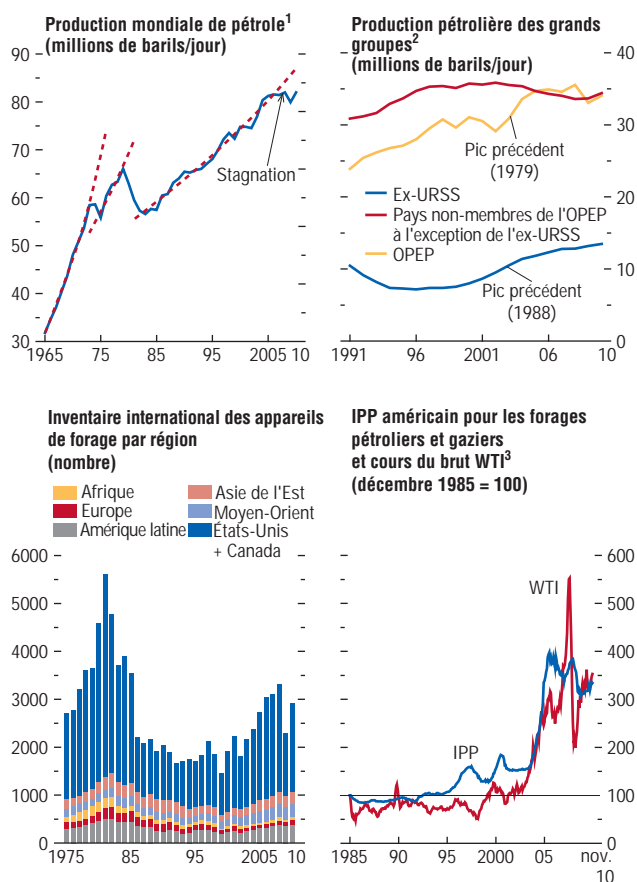 Production mondiale de pétrole1
(millions de barils/jour)
90
80
70
60
50
40
30
Stagnation
1965
75
85
95
2005
10
Production pétrolière des grands
groupes2
(millions de barils/jour)
40
30
20
10
0
Pic précédent
(1979)
Ex-URSS
Pays non-membres de l'OPEP
à l'exception de l'ex-URSS
OPEP
Pic précédent
(1988)
1991
96
2001
06
10
Inventaire international des appareils
de forage par région
(nombre)
Afrique
Europe
Amérique latine
Asie de l'Est
Moyen-Orient
États-Unis
+ Canada
6000
5000
4000
3000
2000
1000
0
1975
85
95
2005
10
IPP américain pour les forages
pétroliers et gaziers
et cours du brut WTI3
(décembre 1985 = 100)
600
500
400
300
200
100
0
WTI
IPP
1985
90
95
2000
05
nov.
10